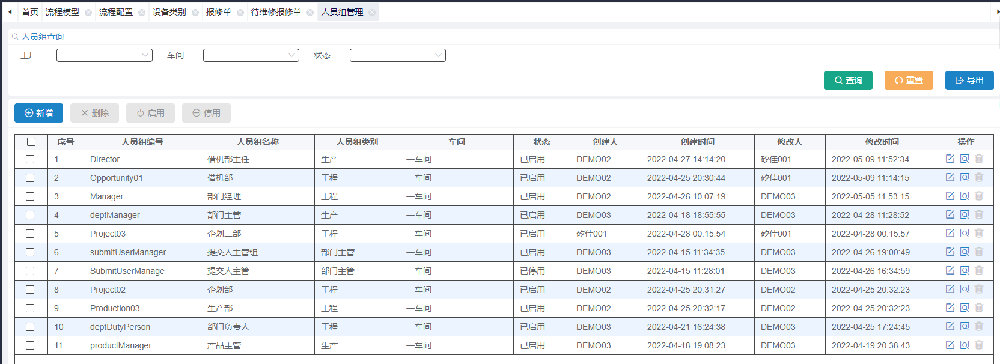 首页 流程模型 流程配置 设备类别 报修单 待维修报修单 人员组管理
人员组查询
工厂 车间 状态
查询 重置 导出
新增 删除 启用 停用
序号 人员组编号 人员组名称 人员组类别 车间 状态 创建人 创建时间 修改人 修改时间 操作
1 Director 借机部主任 生产 一车间 已启用 DEMO02 2022-04-27 14:14:20 矽佳001 2022-05-09 11:52:34
2 Opportunity01 借机部 工程 一车间 已启用 DEMO02 2022-04-25 20:30:44 矽佳001 2022-05-09 11:14:15
3 Manager 部门经理 工程 一车间 已启用 DEMO02 2022-04-26 10:07:19 DEMO03 2022-05-05 11:53:15
4 deptManager 部门主管 生产 一车间 已启用 DEMO03 2022-04-18 18:55:55 DEMO03 2022-04-28 11:28:52
5 Project03 企划二部 工程 一车间 已启用 矽佳001 2022-04-28 00:15:54 矽佳001 2022-04-28 00:15:57
6 submitUserManager 提交人主管组 部门主管 一车间 已启用 DEMO03 2022-04-15 11:34:35 DEMO03 2022-04-26 19:00:49
7 SubmitUserManage 提交人主管 部门主管 一车间 已停用 DEMO03 2022-04-15 11:28:01 DEMO03 2022-04-26 16:34:59
8 Project02 企划部 工程 一车间 已启用 DEMO02 2022-04-25 20:31:27 DEMO02 2022-04-25 20:32:23
9 Production03 生产部 工程 一车间 已启用 DEMO02 2022-04-25 20:32:17 DEMO02 2022-04-25 20:32:23
10 deptDutyPerson 部门负责人 工程 一车间 已启用 DEMO03 2022-04-21 16:24:38 DEMO03 2022-04-25 17:24:45
11 productManager 产品主管 生产 一车间 已启用 DEMO03 2022-04-18 19:08:23 DEMO03 2022-04-19 20:38:43